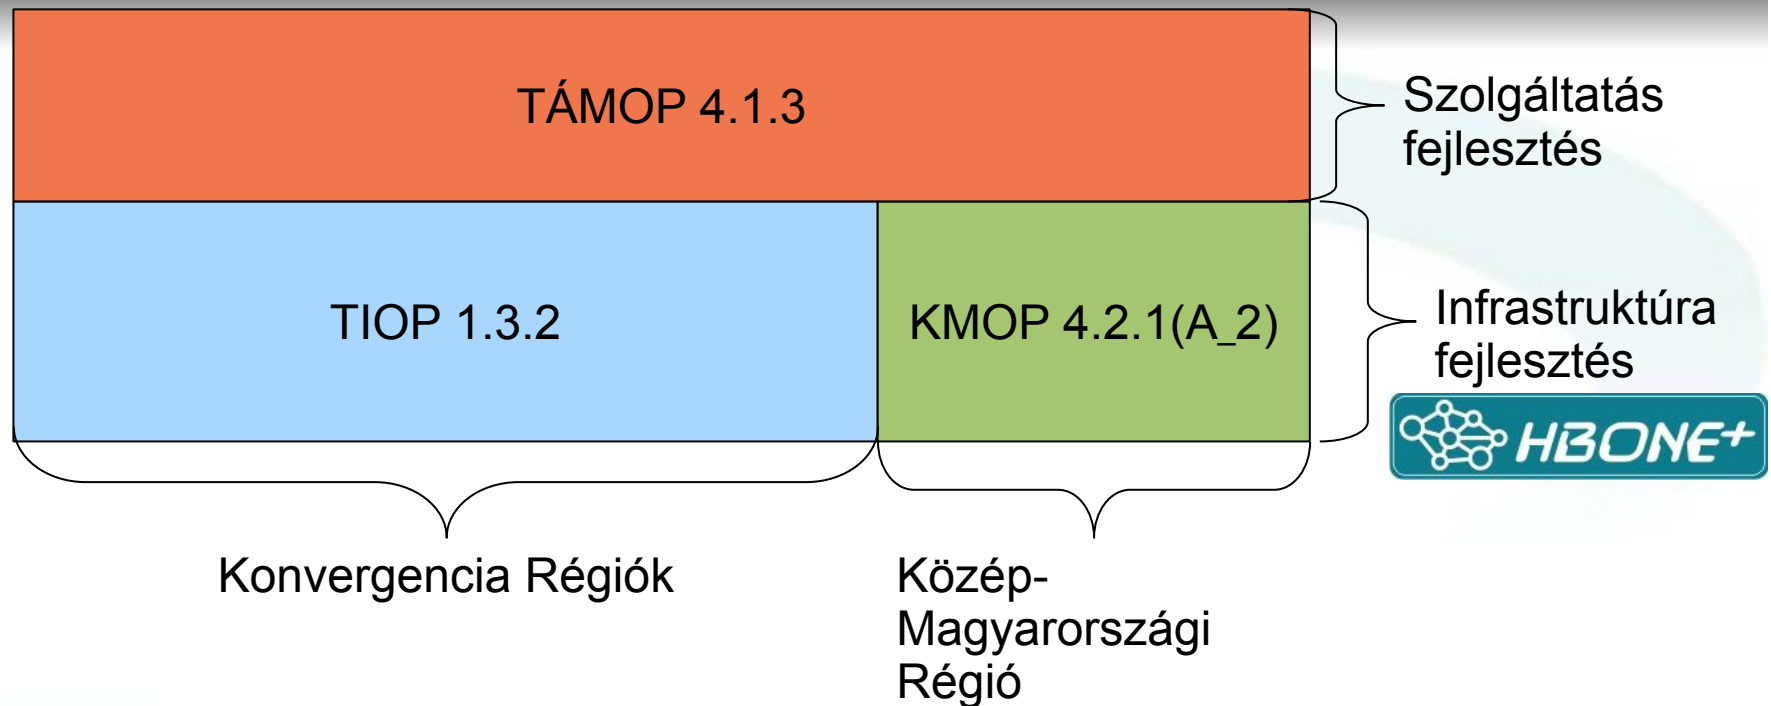 TÁMOP 4.1.3
Szolgáltatás
fejlesztés
TIOP 1.3.2
KMOP 4.2.1(A_2)
Infrastruktúra
fejlesztés
HBONE+
Konvergencia Régiók
Közép-
Magyarországi
Régió